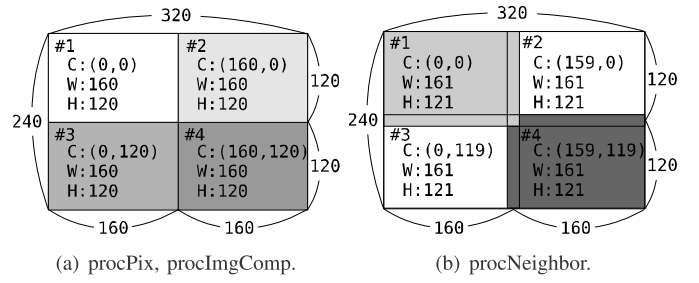 320
#1
C:(0,0)
W:160
H:120
#2
C:(160,0)
W:160
H:120
120
240
#3
C:(0,120)
W:160
H:120
#4
C:(160,120)
W:160
H:120
120
160
160
(a) procPix, procImgComp.
320
#1
C:(0,0)
W:161
H:121
#2
C:(159,0)
W:161
H:121
120
240
#3
C:(0,119)
W:161
H:121
#4
C:(159,119)
W:161
H:121
120
160
160
(b) procNeighbor.